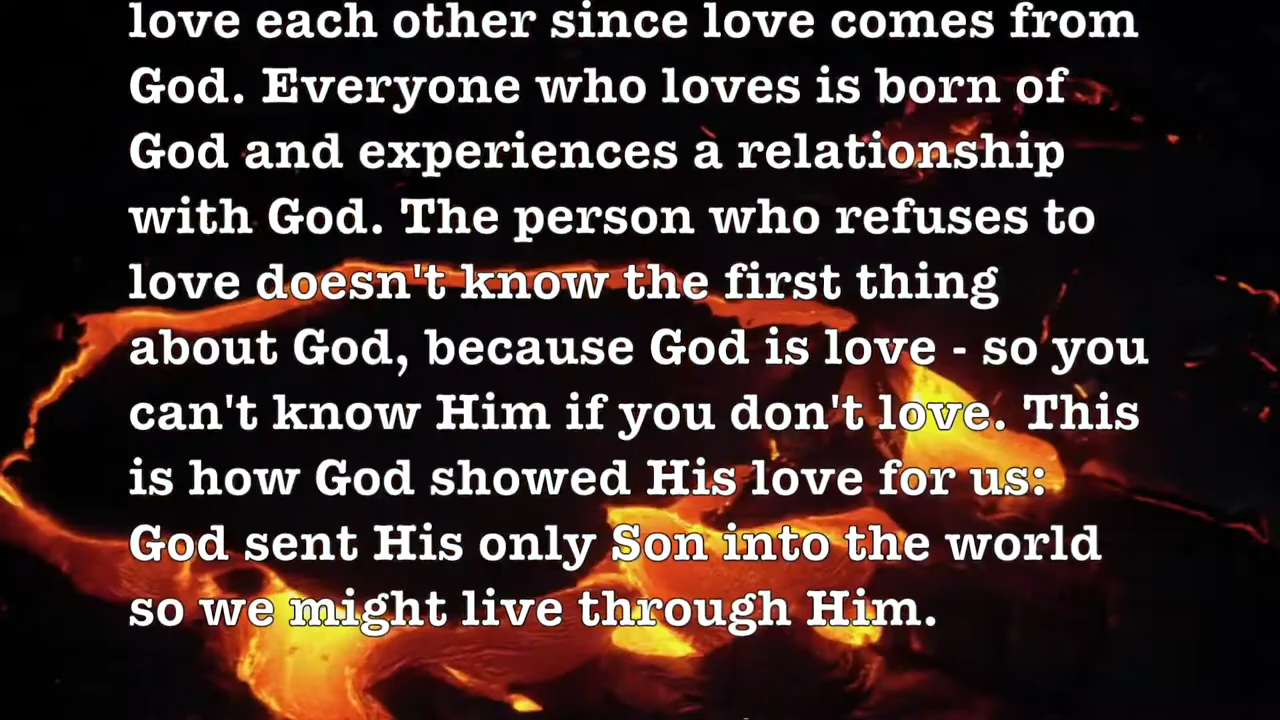 love each other since love comes from
God. Everyone who loves is born of
God and experiences a relationship
with God. The person who refuses to
love doesn't know the first thing
about God, because God is love - so you
can't know Him if you don't love. This
is how God showed His love for us:
God sent His only Son into the world
so we might live through Him.